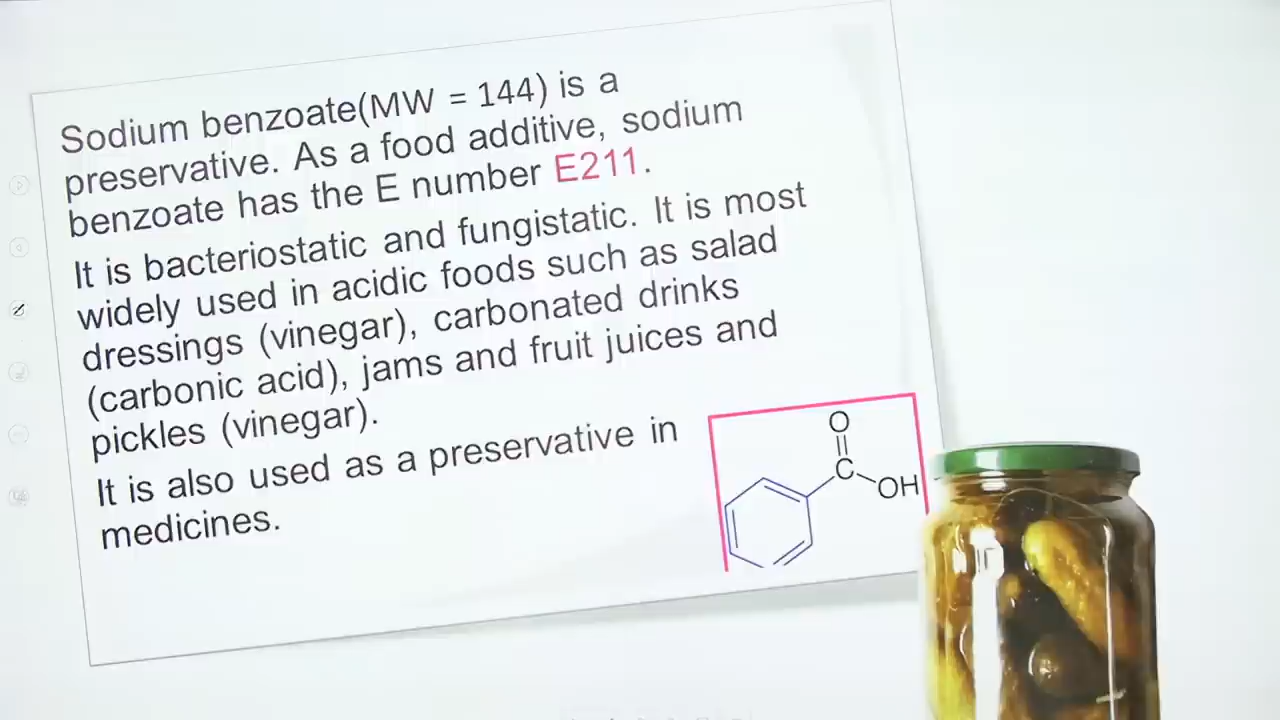 Sodium benzoate(MW = 144) is a
preservative. As a food additive, sodium
benzoate has the E number E211.
It is bacteriostatic and fungistatic. It is most
widely used in acidic foods such as salad
dressings (vinegar), carbonated drinks
(carbonic acid), jams and fruit juices and
pickles (vinegar).
It is also used as a preservative in
medicines.
O
C
OH